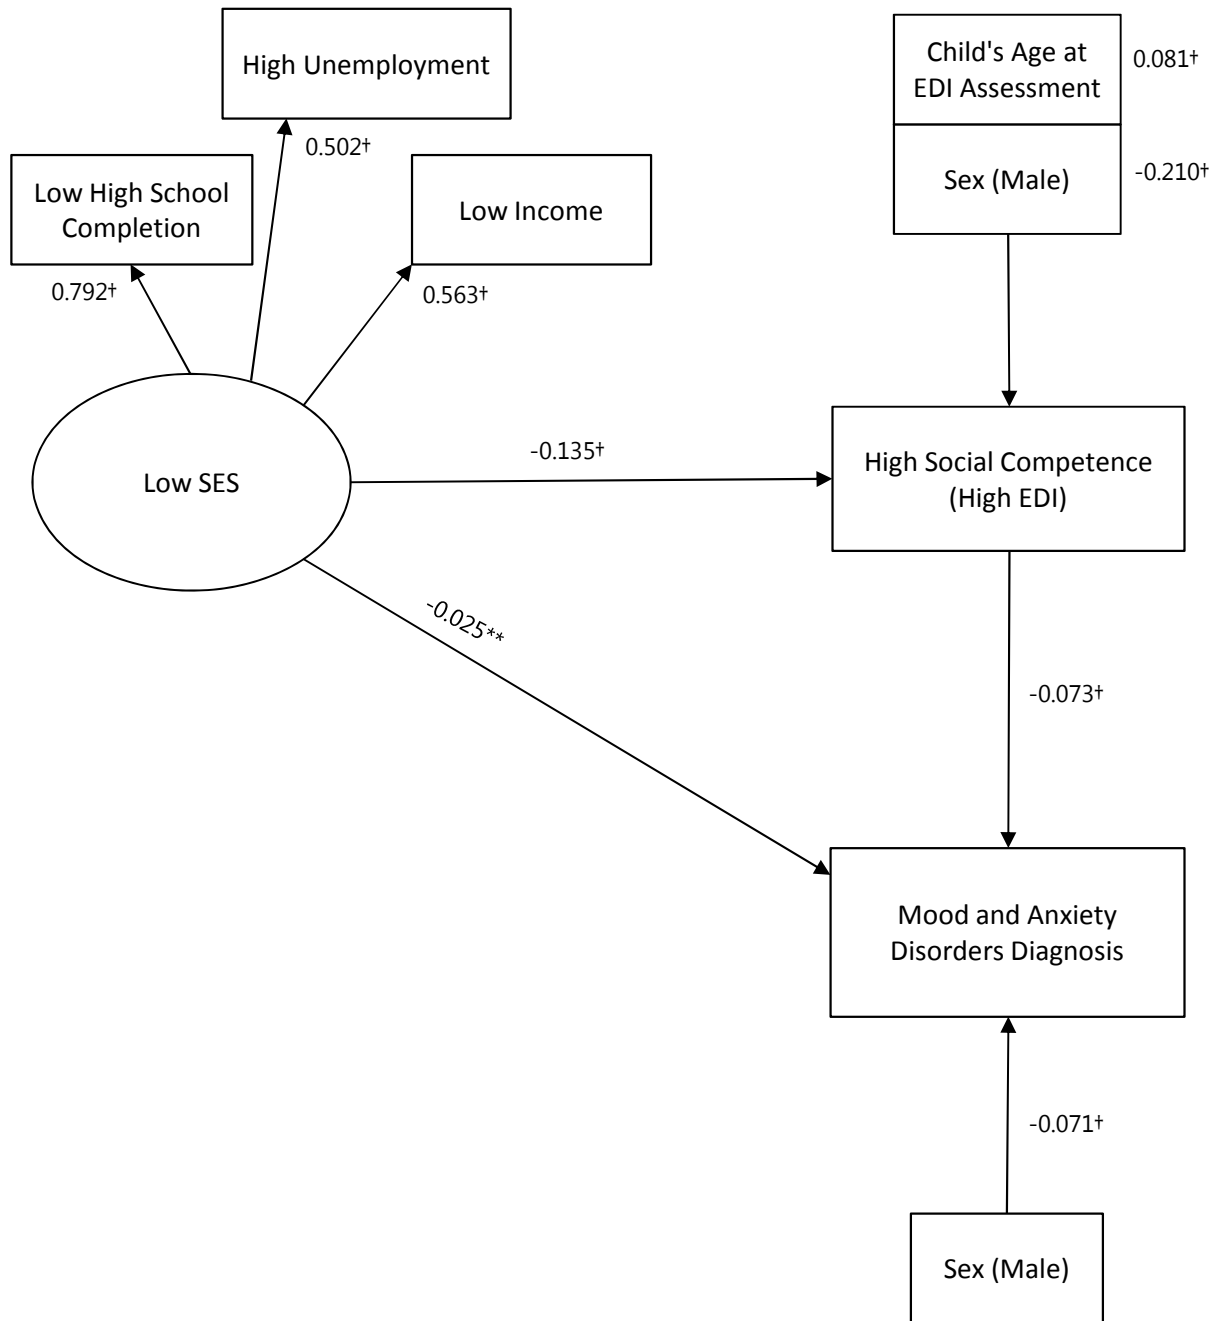 High Unemployment
0.502†
Low High School
Completion
0.792†
Low Income
0.563†
Child's Age at
EDI Assessment
0.081†
Sex (Male)
-0.210†
Low SES
-0.135†
High Social Competence
(High EDI)
-0.025**
-0.073†
Mood and Anxiety
Disorders Diagnosis
-0.071†
Sex (Male)